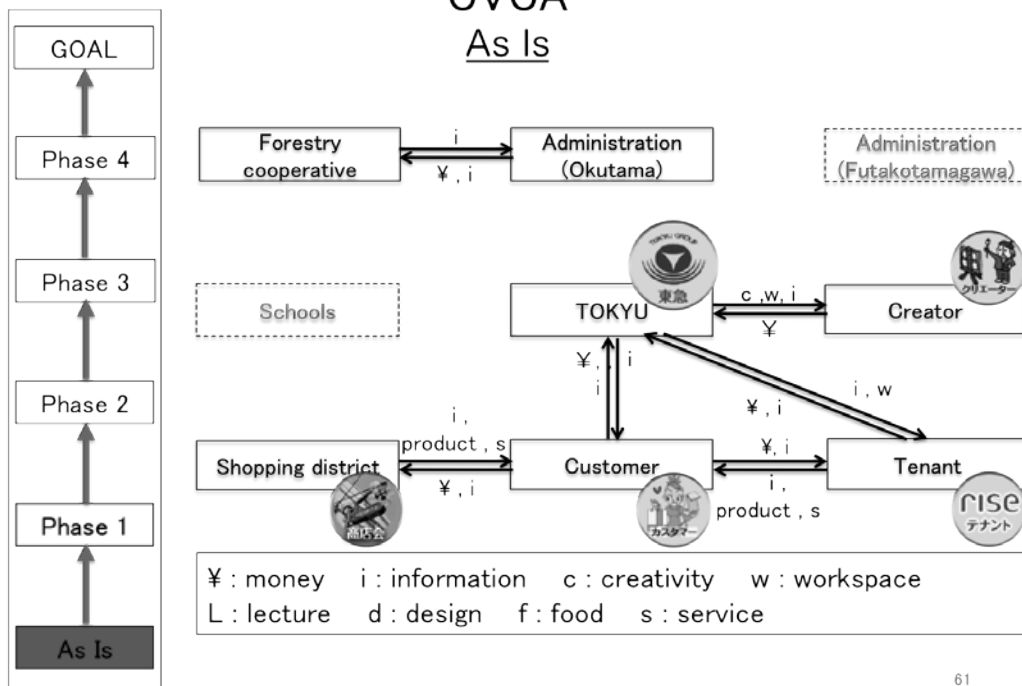 CVCA
As Is
GOAL
Phase 4
Phase 3
Phase 2
Phase 1
As Is
Forestry
cooperative
i
¥ , i
Administration
(Okutama)
Administration
(Futakotamagawa)
Schools
TOKYU GROUP
東急
TOKYU
c ,w, i
¥
クリエーター
Creator
¥,
i
i
i , w
¥ , i
i ,
product , s
Shopping district
¥ , i
商店会
Customer
カスタマー
¥, i
i ,
product , s
Tenant
rise
テナント
¥ : money i : information c : creativity w : workspace
L : lecture d : design f : food s : service
61